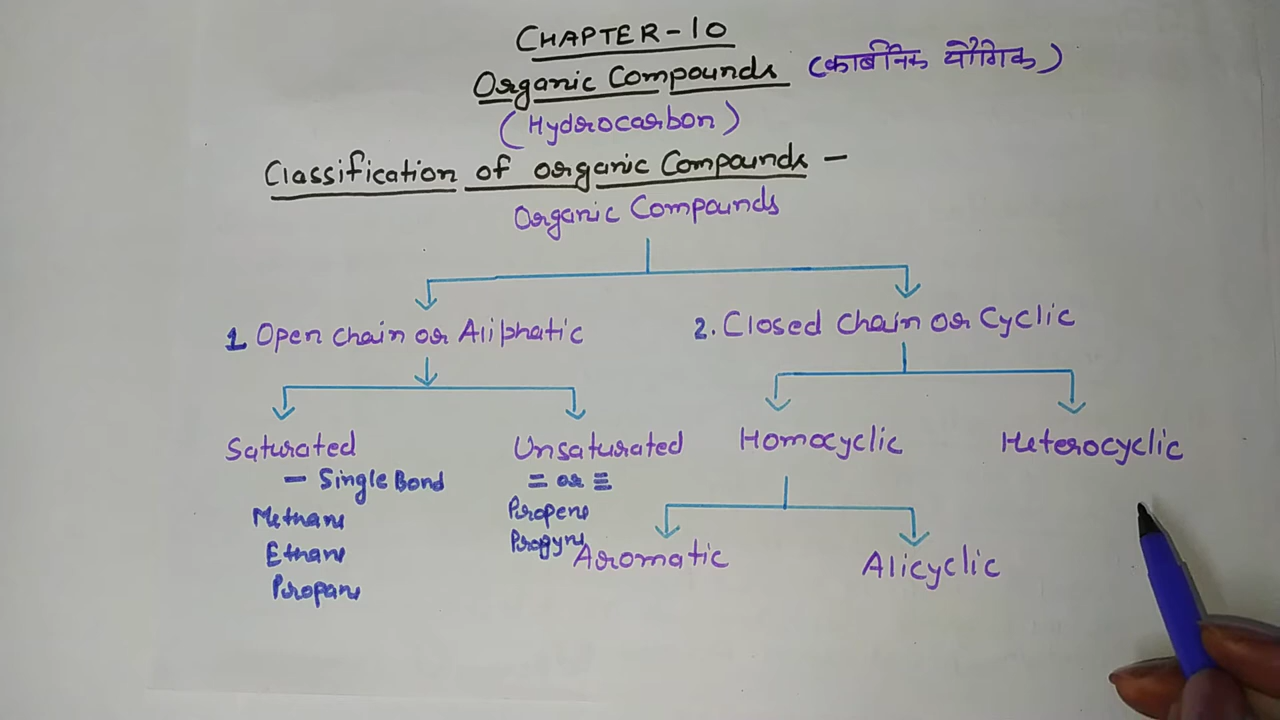 CHAPTER-10
Organic Compounds (कार्बनिक यौगिक)
(Hydrocarbon)
Classification of organic Compounds -
Organic Compounds
1. Open chain or Aliphatic
2. Closed chain or Cyclic
Saturated
- Single Bond
Methane
Ethane
Propane
Unsaturated
= or ≡
Propene
Propyne
Homocyclic
Heterocyclic
Aromatic
Alicyclic